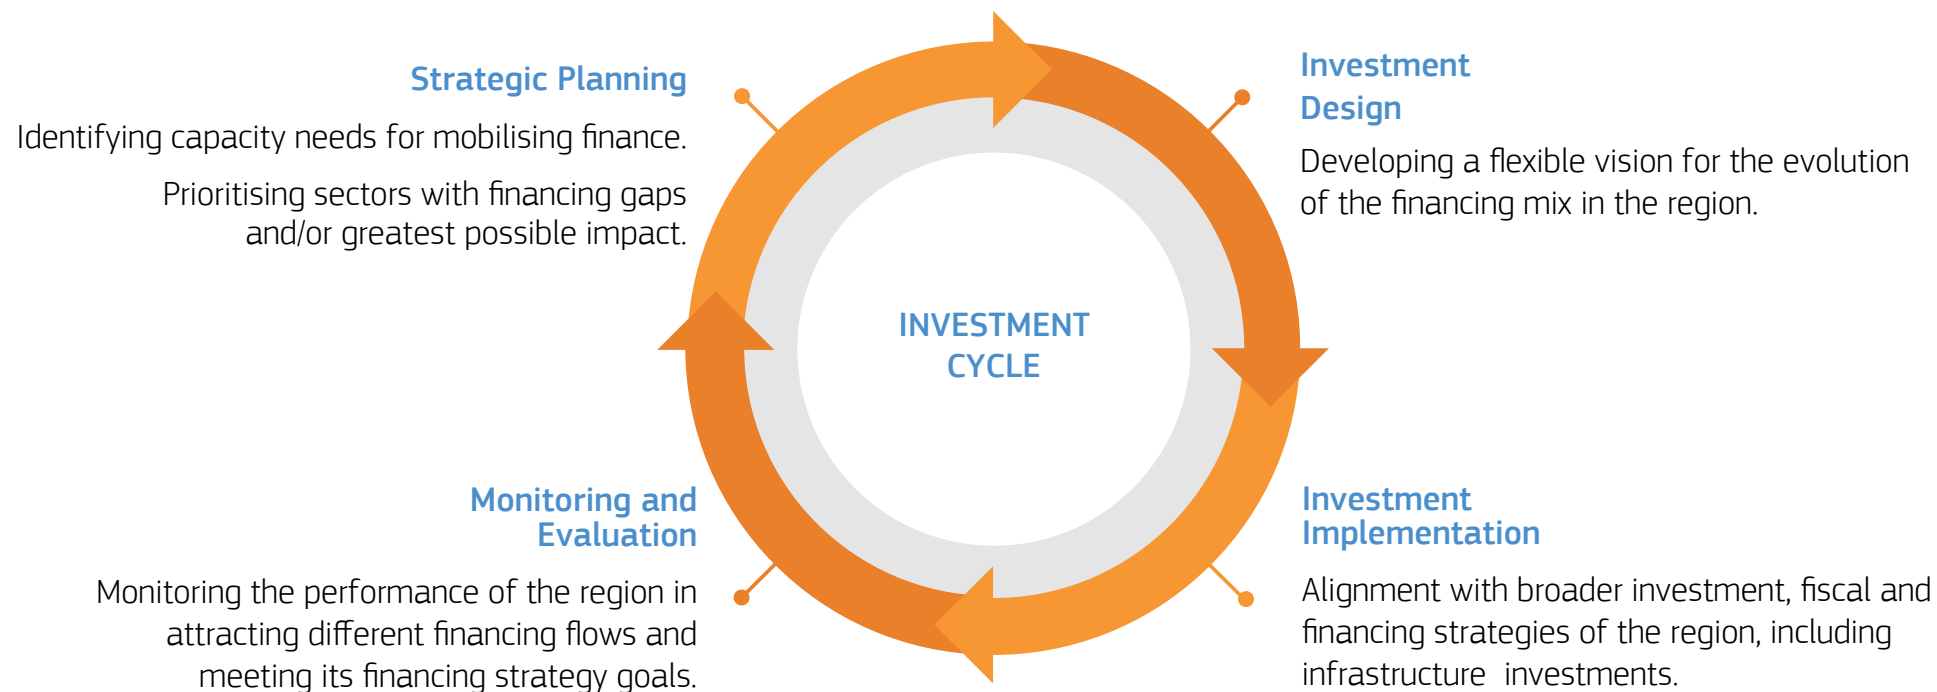 Strategic Planning
Identifying capacity needs for mobilising finance.
Prioritising sectors with financing gaps
and/or greatest possible impact.
Investment
Design
Developing a flexible vision for the evolution
of the financing mix in the region.
INVESTMENT
CYCLE
Monitoring and
Evaluation
Monitoring the performance of the region in
attracting different financing flows and
meeting its financing strategy goals.
Investment
Implementation
Alignment with broader investment, fiscal and
financing strategies of the region, including
infrastructure investments.